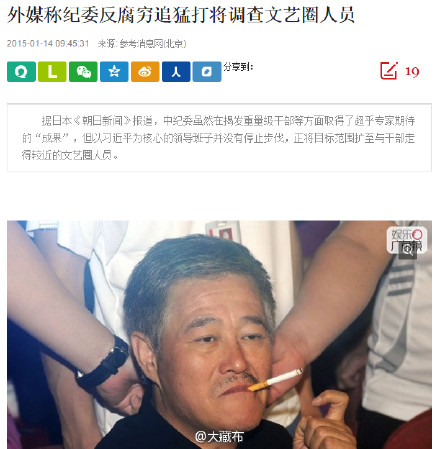 外媒称纪委反腐穷追猛打将调查文艺圈人员
2015-01-14 09:45:31 来源: 参考消息网(北京)
分享到：
19
据日本《朝日新闻》报道，中纪委虽然在揭发重量级干部等方面取得了超乎专家期待
的“成果”，但以习近平为核心的领导班子并没有停止步伐，正将目标范围扩至与干部走
得较近的文艺圈人员。
娱乐
@大藏布